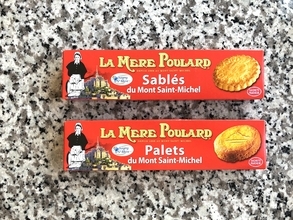 LA MERE POULARD
Sablés
du Mont Saint-Michel
LA MERE POULARD
Palets
du Mont Saint-Michel